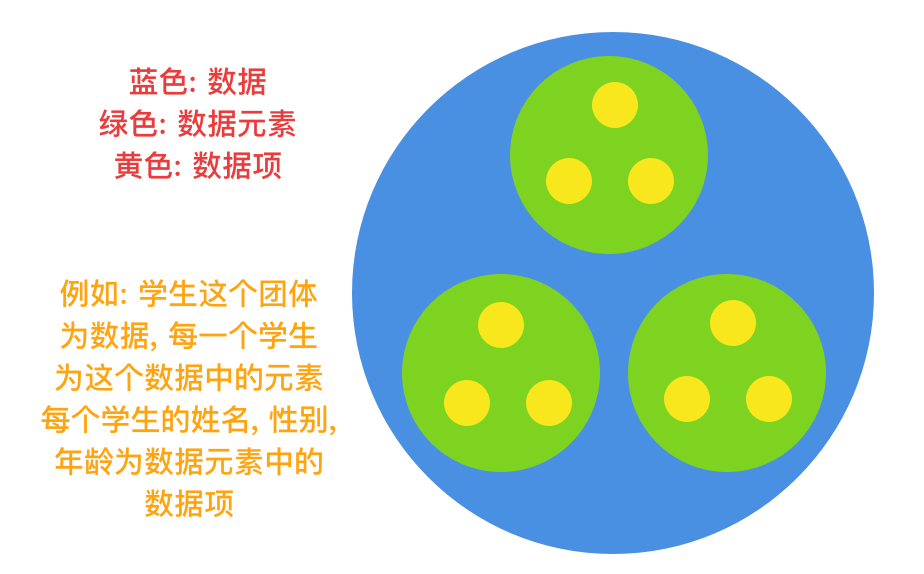 蓝色: 数据
绿色: 数据元素
黄色: 数据项
例如: 学生这个团体
为数据, 每一个学生
为这个数据中的元素
每个学生的姓名, 性别,
年龄为数据元素中的
数据项